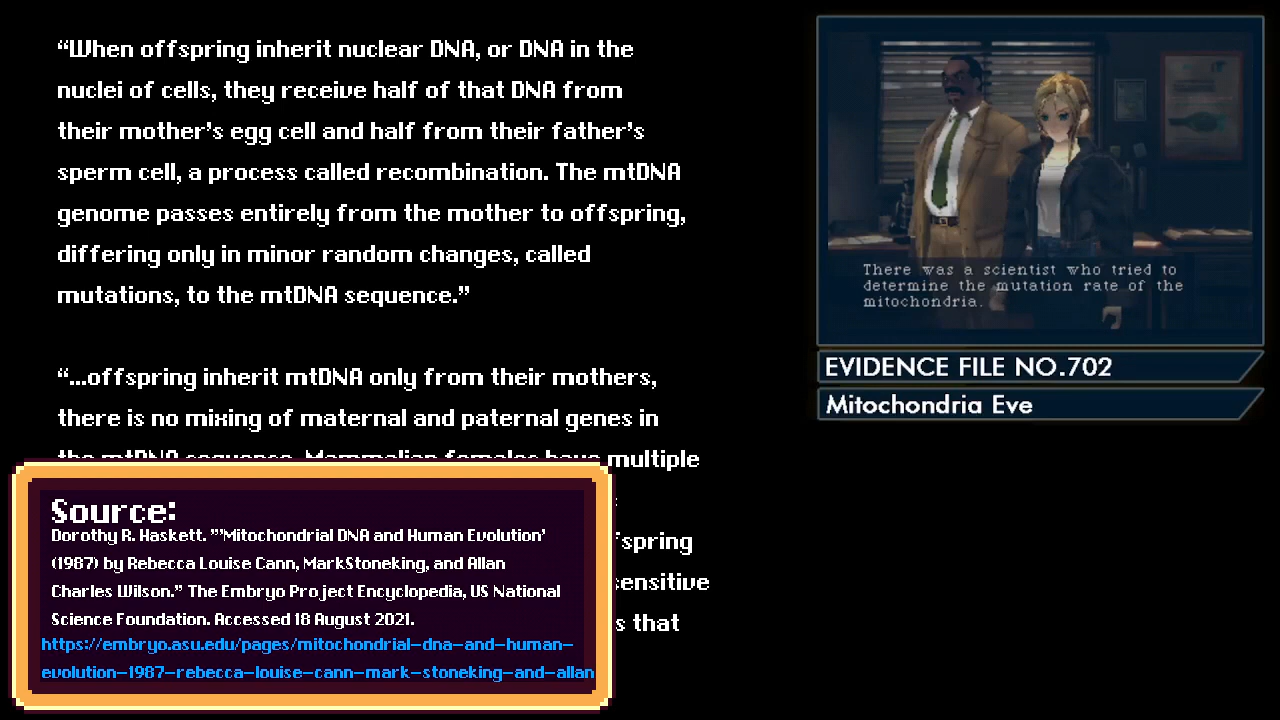 “When offspring inherit nuclear DNA, or DNA in the
nuclei of cells, they receive half of that DNA from
their mother’s egg cell and half from their father’s
sperm cell, a process called recombination. The mtDNA
genome passes entirely from the mother to offspring,
differing only in minor random changes, called
mutations, to the mtDNA sequence.”
“...offspring inherit mtDNA only from their mothers,
there is no mixing of maternal and paternal genes in
the mtDNA sequence. Mammalian females have multiple
sensitive
s that
Source:
Dorothy R. Haskett. ”’Mitochondrial DNA and Human Evolution’
(1987) by Rebecca Louise Cann, MarkStoneking, and Allan
Charles Wilson.” The Embryo Project Encyclopedia, US National
Science Foundation. Accessed 18 August 2021.
https://embryo.asu.edu/pages/mitochondrial-dna-and-human-
evolution-1987-rebecca-louise-cann-mark-stoneking-and-allan
There was a scientist who tried to
determine the mutation rate of the
mitochondria.
EVIDENCE FILE NO.702
Mitochondria Eve